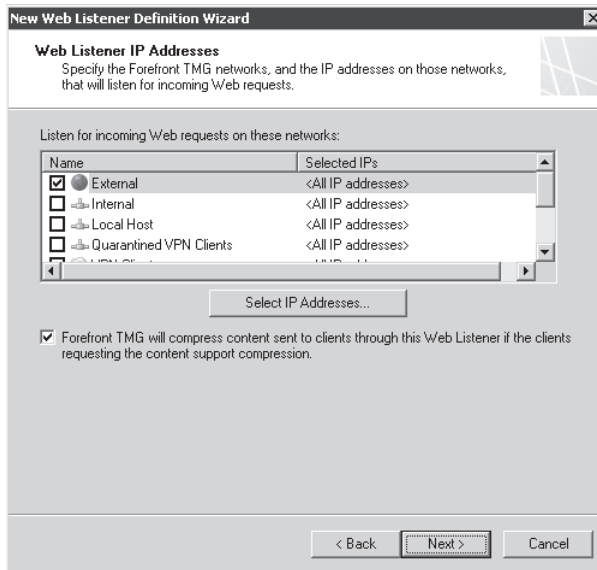 New Web Listener Definition Wizard
Web Listener IP Addresses
Specify the Forefront TMG networks, and the IP addresses on those networks,
that will listen for incoming Web requests.
Listen for incoming Web requests on these networks:
Name Selected IPs
External <All IP addresses>
Internal <All IP addresses>
Local Host <All IP addresses>
Quarantined VPN Clients <All IP addresses>
Select IP Addresses...
Forefront TMG will compress content sent to clients through this Web Listener if the clients
requesting the content support compression.
< Back Next > Cancel